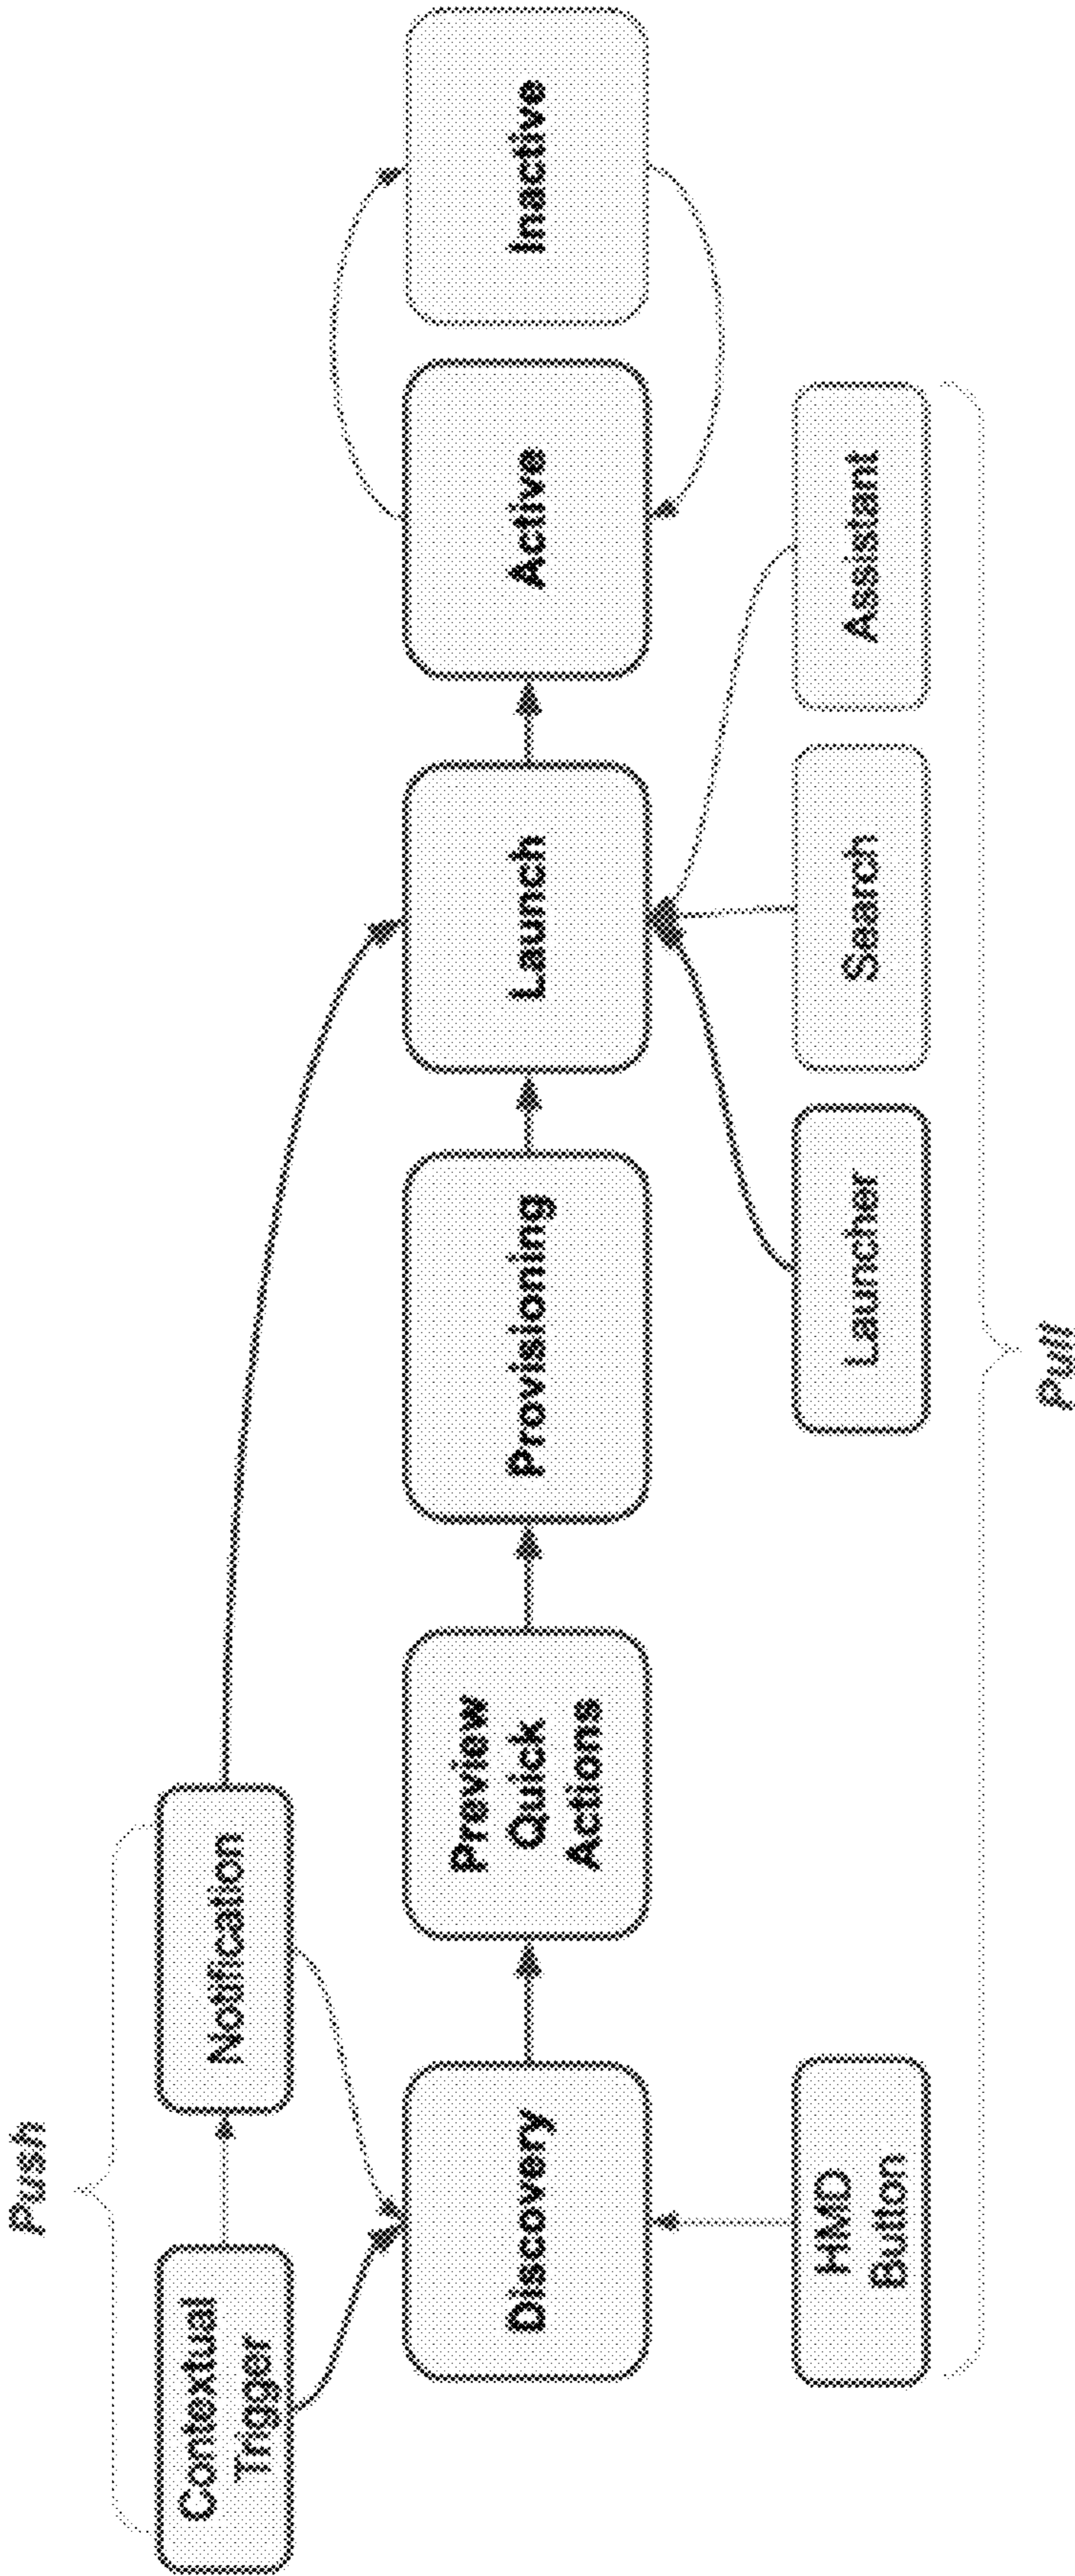 Push
Contextual
Trigger
Notification
Discovery
Preview
Quick
Actions
Provisioning
Launch
Active
Inactive
HMD
Button
Launcher
Search
Assistant
Pull